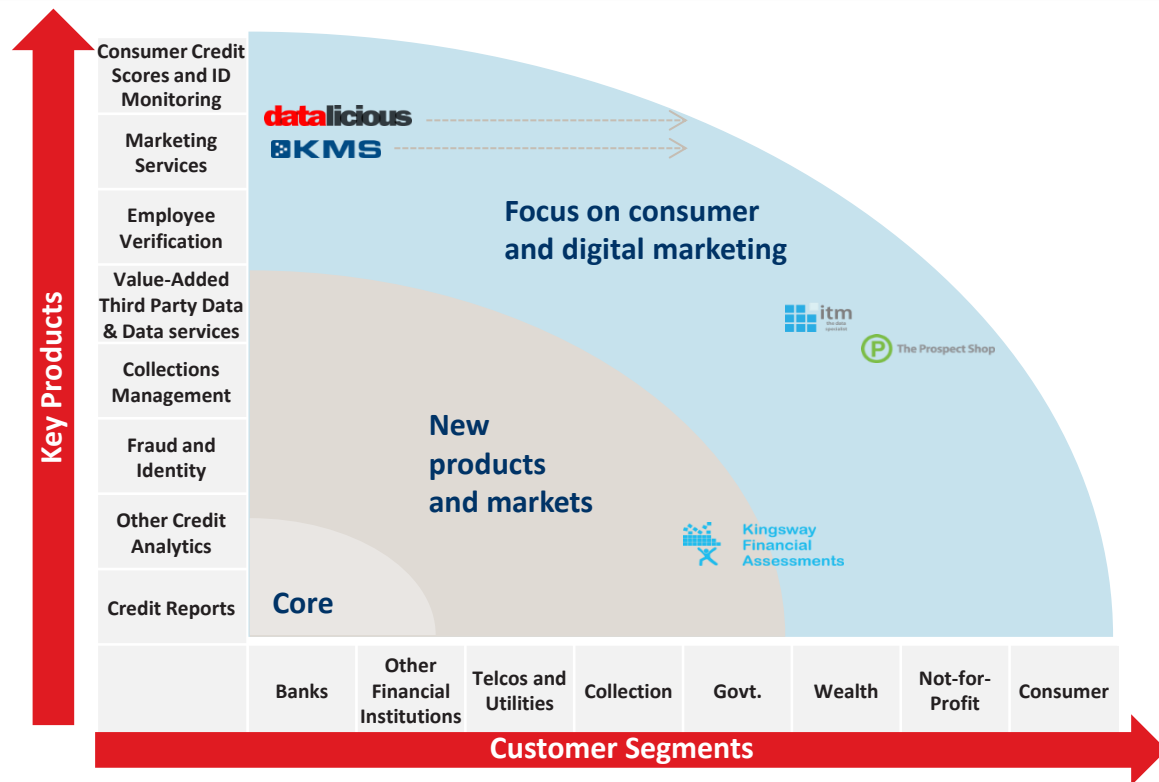 Key Products
Consumer Credit
Scores and ID
Monitoring
Marketing
Services
Employee
Verification
Value-Added
Third Party Data
& Data services
Collections
Management
Fraud and
Identity
Other Credit
Analytics
Credit Reports
datalicious
KMS
Focus on consumer
and digital marketing
itm
the data
specialist
P The Prospect Shop
New
products
and markets
Kingsway
Financial
Assessments
Core
Banks
Other
Financial
Institutions
Telcos and
Utilities
Collection
Govt.
Wealth
Not-for-
Profit
Consumer
Customer Segments